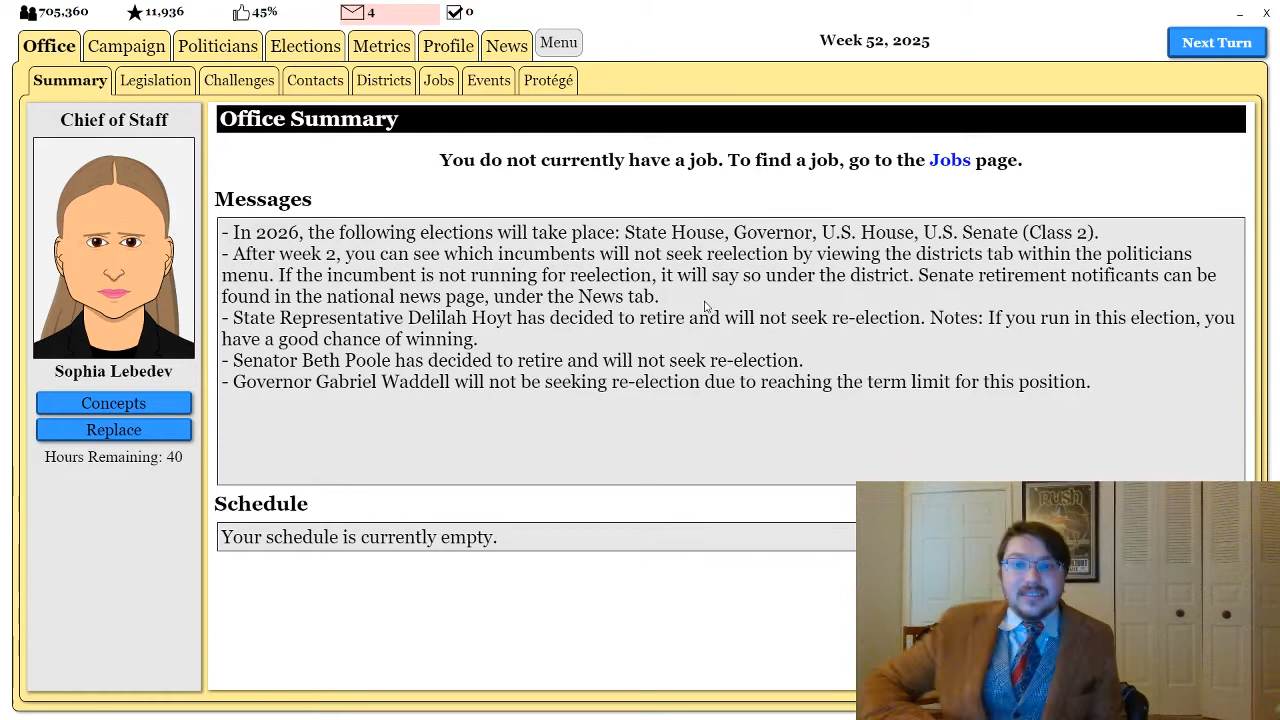 705,360 11,936 45% 4 0
_ X
Office Campaign Politicians Elections Metrics Profile News Menu
Week 52, 2025
Next Turn
Summary Legislation Challenges Contacts Districts Jobs Events Protégé
Chief of Staff
Sophia Lebedev
Concepts
Replace
Hours Remaining: 40
Office Summary
You do not currently have a job. To find a job, go to the Jobs page.
Messages
- In 2026, the following elections will take place: State House, Governor, U.S. House, U.S. Senate (Class 2).
- After week 2, you can see which incumbents will not seek reelection by viewing the districts tab within the politicians
menu. If the incumbent is not running for reelection, it will say so under the district. Senate retirement notificants can be
found in the national news page, under the News tab.
- State Representative Delilah Hoyt has decided to retire and will not seek re-election. Notes: If you run in this election, you
have a good chance of winning.
- Senator Beth Poole has decided to retire and will not seek re-election.
- Governor Gabriel Waddell will not be seeking re-election due to reaching the term limit for this position.
Schedule
Your schedule is currently empty.
RUSH